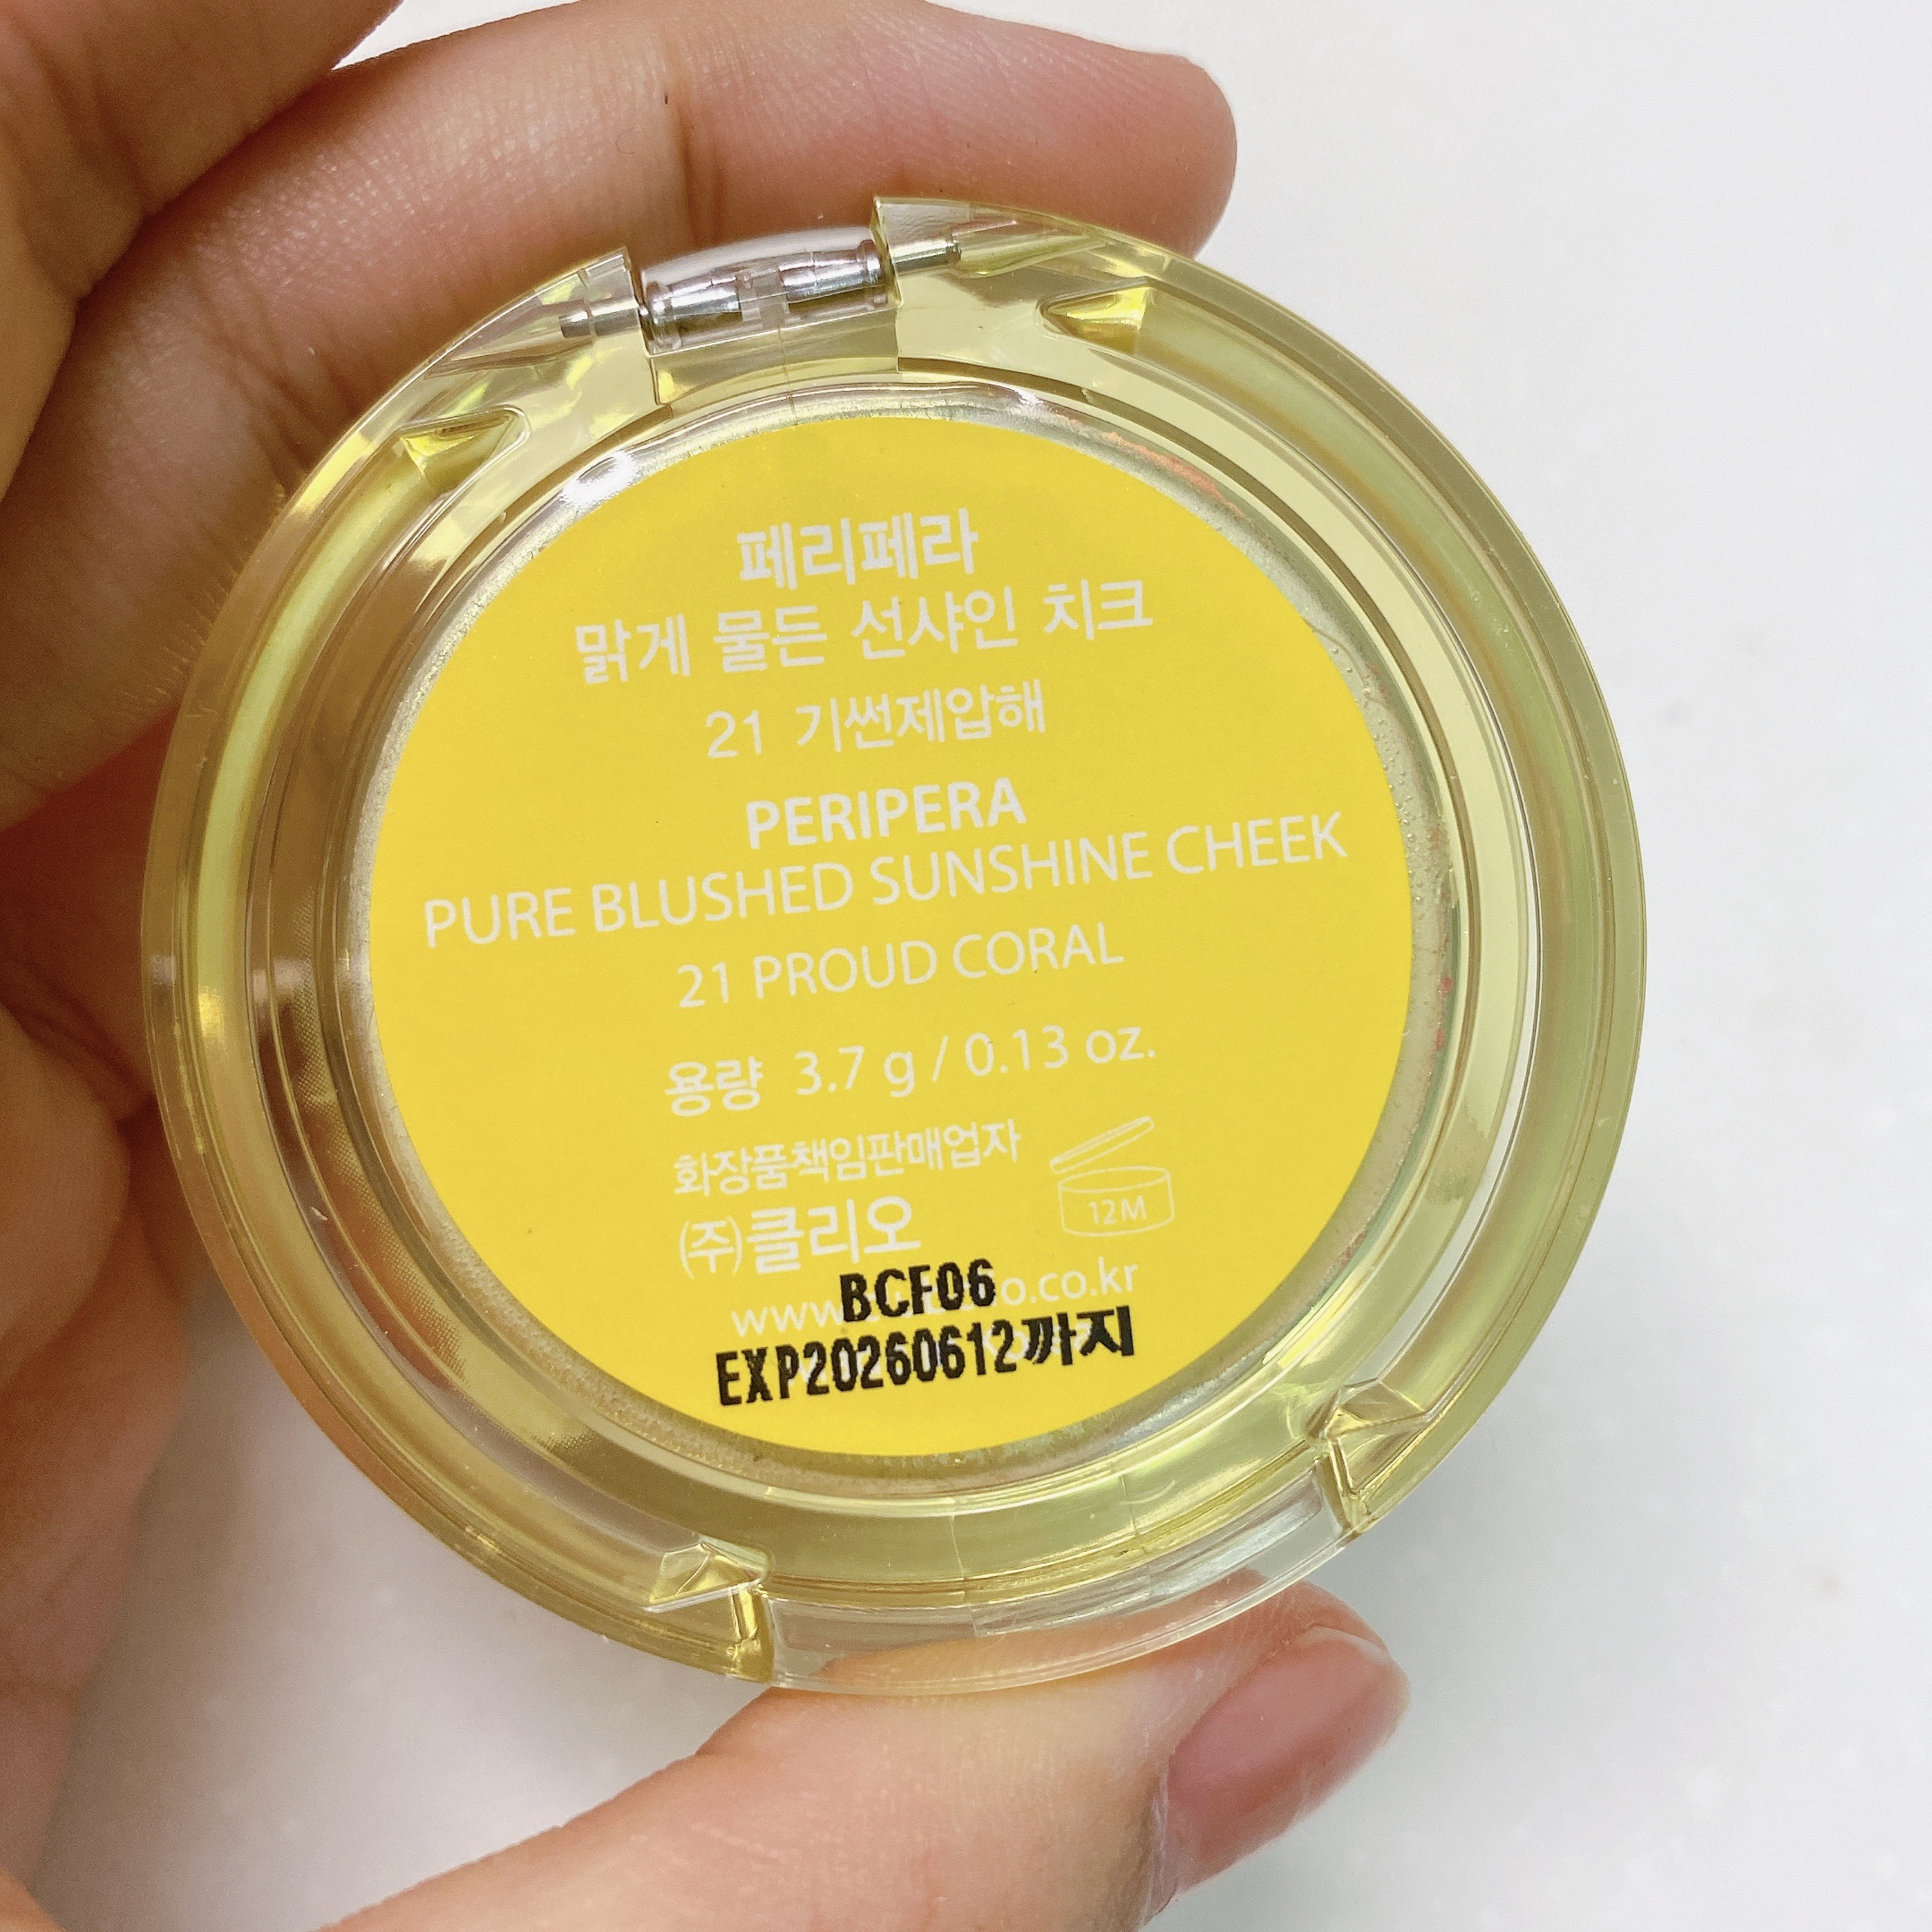 페리페라
맑게 물든 선샤인 치크
21 기썬제압해
PERIPERA
PURE BLUSHED SUNSHINE CHEEK
21 PROUD CORAL
용량 3.7 g / 0.13 oz.
화장품책임판매업자
㈜클리오
12M
BCF06
EXP20260612까지